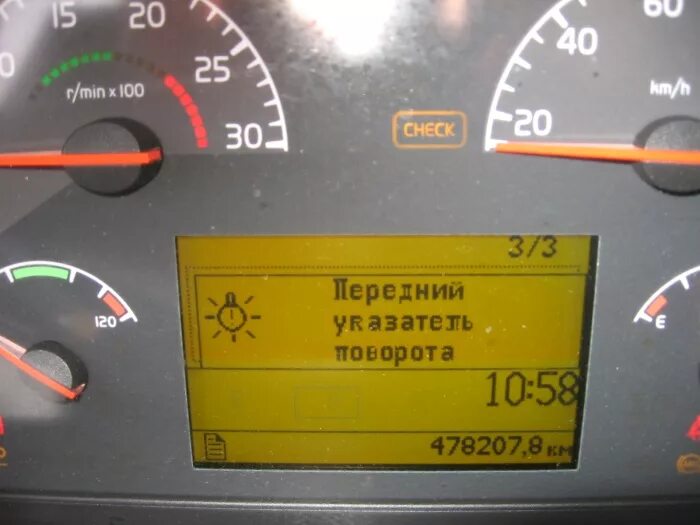 15 20
25
30
r/min x 100
CHECK
20
40
60
km/h
3/3
Передний
указатель
поворота
10:58
478207,8 км
120
E